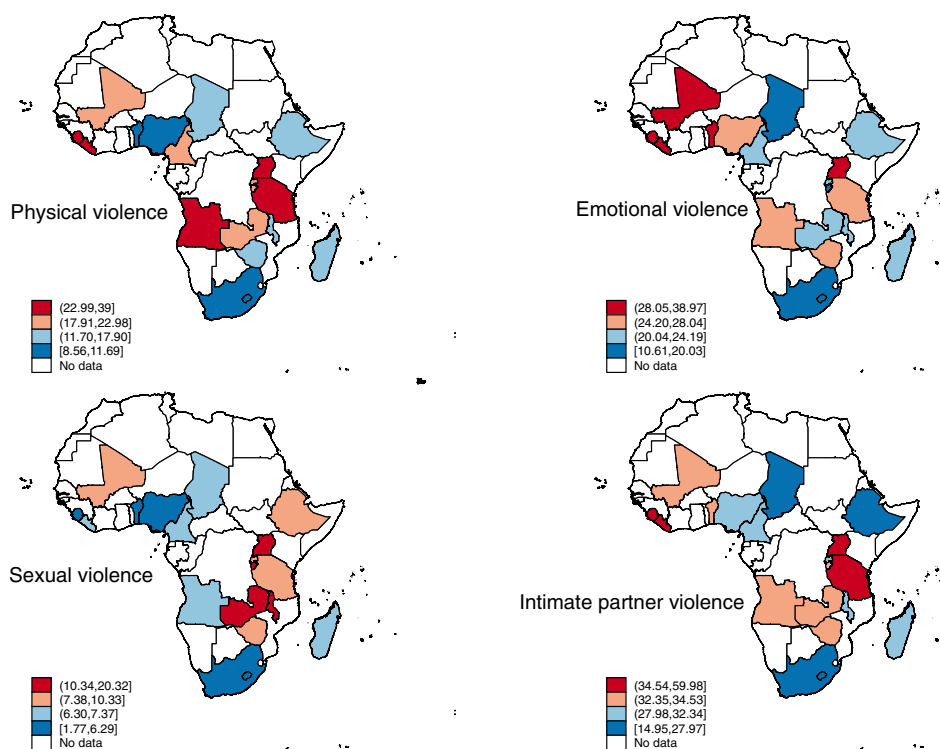 Physical violence
(22.99,39]
(17.91,22.98]
(11.70,17.90]
[8.56,11.69]
No data
Emotional violence
(28.05,38.97]
(24.20,28.04]
(20.04,24.19]
[10.61,20.03]
No data
Sexual violence
(10.34,20.32]
(7.38,10.33]
(6.30,7.37]
[1.77,6.29]
No data
Intimate partner violence
(34.54,59.98]
(32.35,34.53]
(27.98,32.34]
[14.95,27.97]
No data